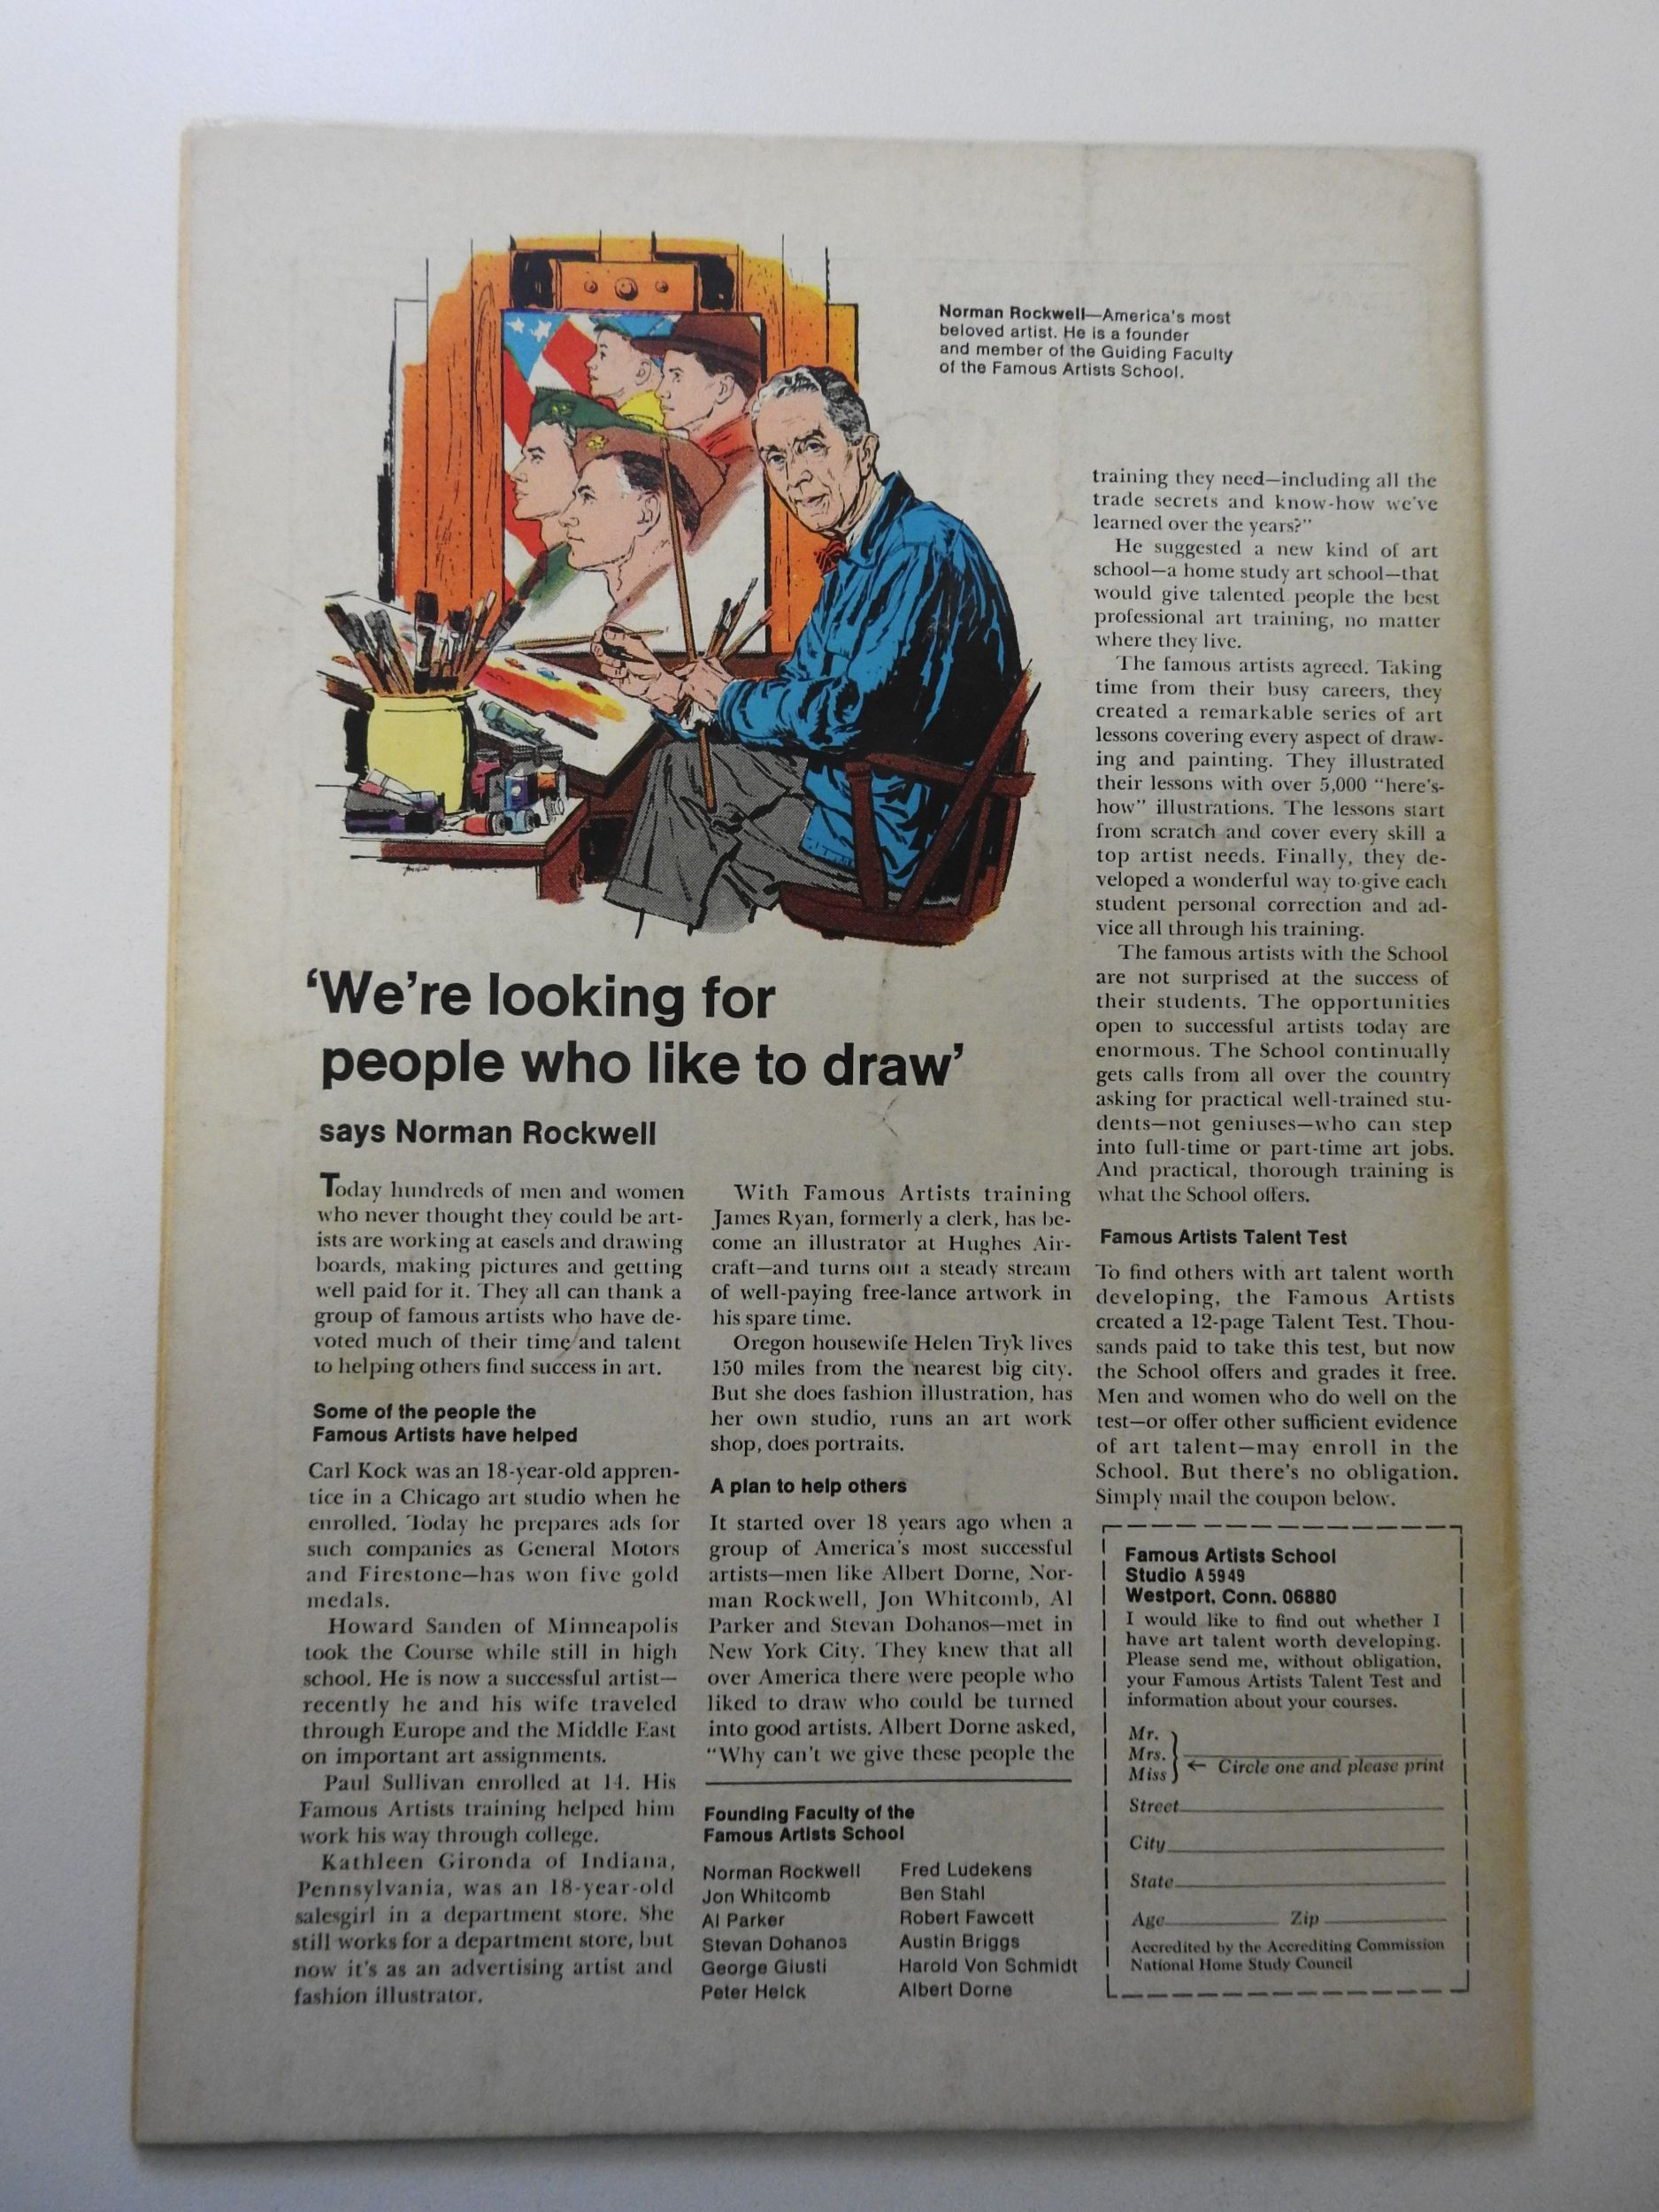 Norman Rockwell—America's most
beloved artist. He is a founder
and member of the Guiding Faculty
of the Famous Artists School.
'We're looking for
people who like to draw'
says Norman Rockwell
Today hundreds of men and women
who never thought they could be art-
ists are working at easels and drawing
boards, making pictures and getting
well paid for it. They all can thank a
group of famous artists who have de-
voted much of their time and talent
to helping others find success in art.
Some of the people the
Famous Artists have helped
Carl Kock was an 18-year-old appren-
tice in a Chicago art studio when he
enrolled. Today he prepares ads for
such companies as General Motors
and Firestone—has won five gold
medals.
Howard Sanden of Minneapolis
took the Course while still in high
school. He is now a successful artist—
recently he and his wife traveled
through Europe and the Middle East
on important art assignments.
Paul Sullivan enrolled at 14. His
Famous Artists training helped him
work his way through college.
Kathleen Gironda of Indiana,
Pennsylvania, was an 18-year-old
salesgirl in a department store. She
still works for a department store, but
now it's as an advertising artist and
fashion illustrator.
With Famous Artists training
James Ryan, formerly a clerk, has be-
come an illustrator at Hughes Air-
craft—and turns out a steady stream
of well-paying free-lance artwork in
his spare time.
Oregon housewife Helen Tryk lives
150 miles from the nearest big city.
But she does fashion illustration, has
her own studio, runs an art work
shop, does portraits.
A plan to help others
It started over 18 years ago when a
group of America's most successful
artists—men like Albert Dorne, Nor-
man Rockwell, Jon Whitcomb, Al
Parker and Stevan Dohanos—met in
New York City. They knew that all
over America there were people who
liked to draw who could be turned
into good artists. Albert Dorne asked,
"Why can't we give these people the
Founding Faculty of the
Famous Artists School
Norman Rockwell
Jon Whitcomb
Al Parker
Stevan Dohanos
George Giusti
Peter Helck
Fred Ludekens
Ben Stahl
Robert Fawcett
Austin Briggs
Harold Von Schmidt
Albert Dorne
training they need—including all the
trade secrets and know-how we've
learned over the years?"
He suggested a new kind of art
school—a home study art school—that
would give talented people the best
professional art training, no matter
where they live.
The famous artists agreed. Taking
time from their busy careers, they
created a remarkable series of art
lessons covering every aspect of draw-
ing and painting. They illustrated
their lessons with over 5,000 "here's-
how" illustrations. The lessons start
from scratch and cover every skill a
top artist needs. Finally, they de-
veloped a wonderful way to give each
student personal correction and ad-
vice all through his training.
The famous artists with the School
are not surprised at the success of
their students. The opportunities
open to successful artists today are
enormous. The School continually
gets calls from all over the country
asking for practical well-trained stu-
dents—not geniuses—who can step
into full-time or part-time art jobs.
And practical, thorough training is
what the School offers.
Famous Artists Talent Test
To find others with art talent worth
developing, the Famous Artists
created a 12-page Talent Test. Thou-
sands paid to take this test, but now
the School offers and grades it free.
Men and women who do well on the
test—or offer other sufficient evidence
of art talent—may enroll in the
School. But there's no obligation.
Simply mail the coupon below.
Famous Artists School
Studio A 5949
Westport, Conn. 06880
I would like to find out whether I
have art talent worth developing.
Please send me, without obligation,
your Famous Artists Talent Test and
information about your courses.
Mr.
Mrs.
Miss
← Circle one and please print
Street
City
State
Age Zip
Accredited by the Accrediting Commission
National Home Study Council